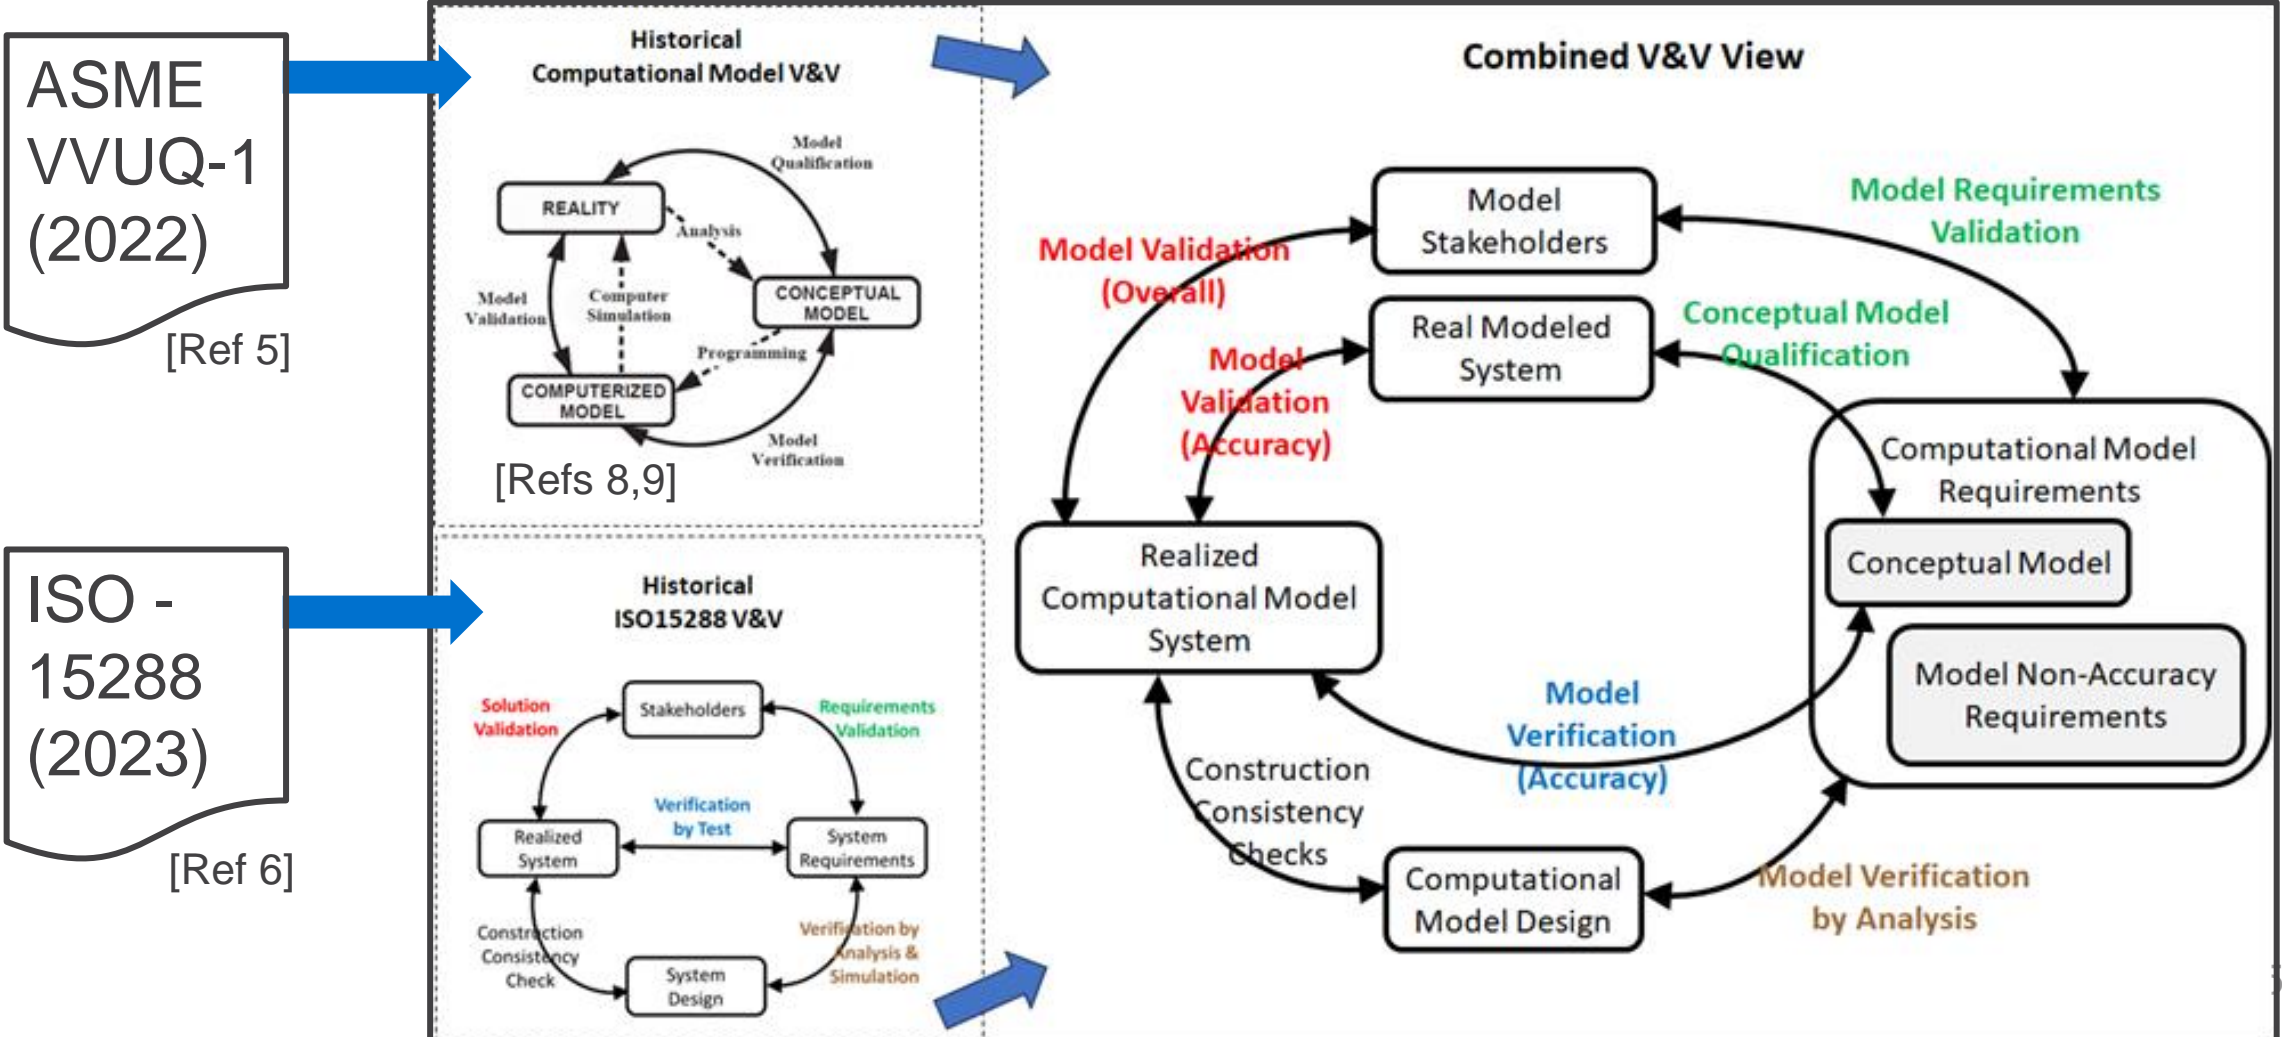 ASME
VVUQ-1
(2022)
[Ref 5]
ISO -
15288
(2023)
[Ref 6]
Historical
Computational Model V&V
Model
Qualification
REALITY
Analysis
CONCEPTUAL
MODEL
Model
Validation
Computer
Simulation
Programming
COMPUTERIZED
MODEL
Model
Verification
[Refs 8,9]
Historical
ISO15288 V&V
Solution
Validation
Stakeholders
Requirements
Validation
Verification
by Test
Realized
System
System
Requirements
Construction
Consistency
Check
Verification by
Analysis &
Simulation
System
Design
Combined V&V View
Model
Stakeholders
Model Requirements
Validation
Model Validation
(Overall)
Real Modeled
System
Conceptual Model
Qualification
Model
Validation
(Accuracy)
Computational Model
Requirements
Conceptual Model
Model Non-Accuracy
Requirements
Realized
Computational Model
System
Model
Verification
(Accuracy)
Construction
Consistency
Checks
Computational
Model Design
Model Verification
by Analysis